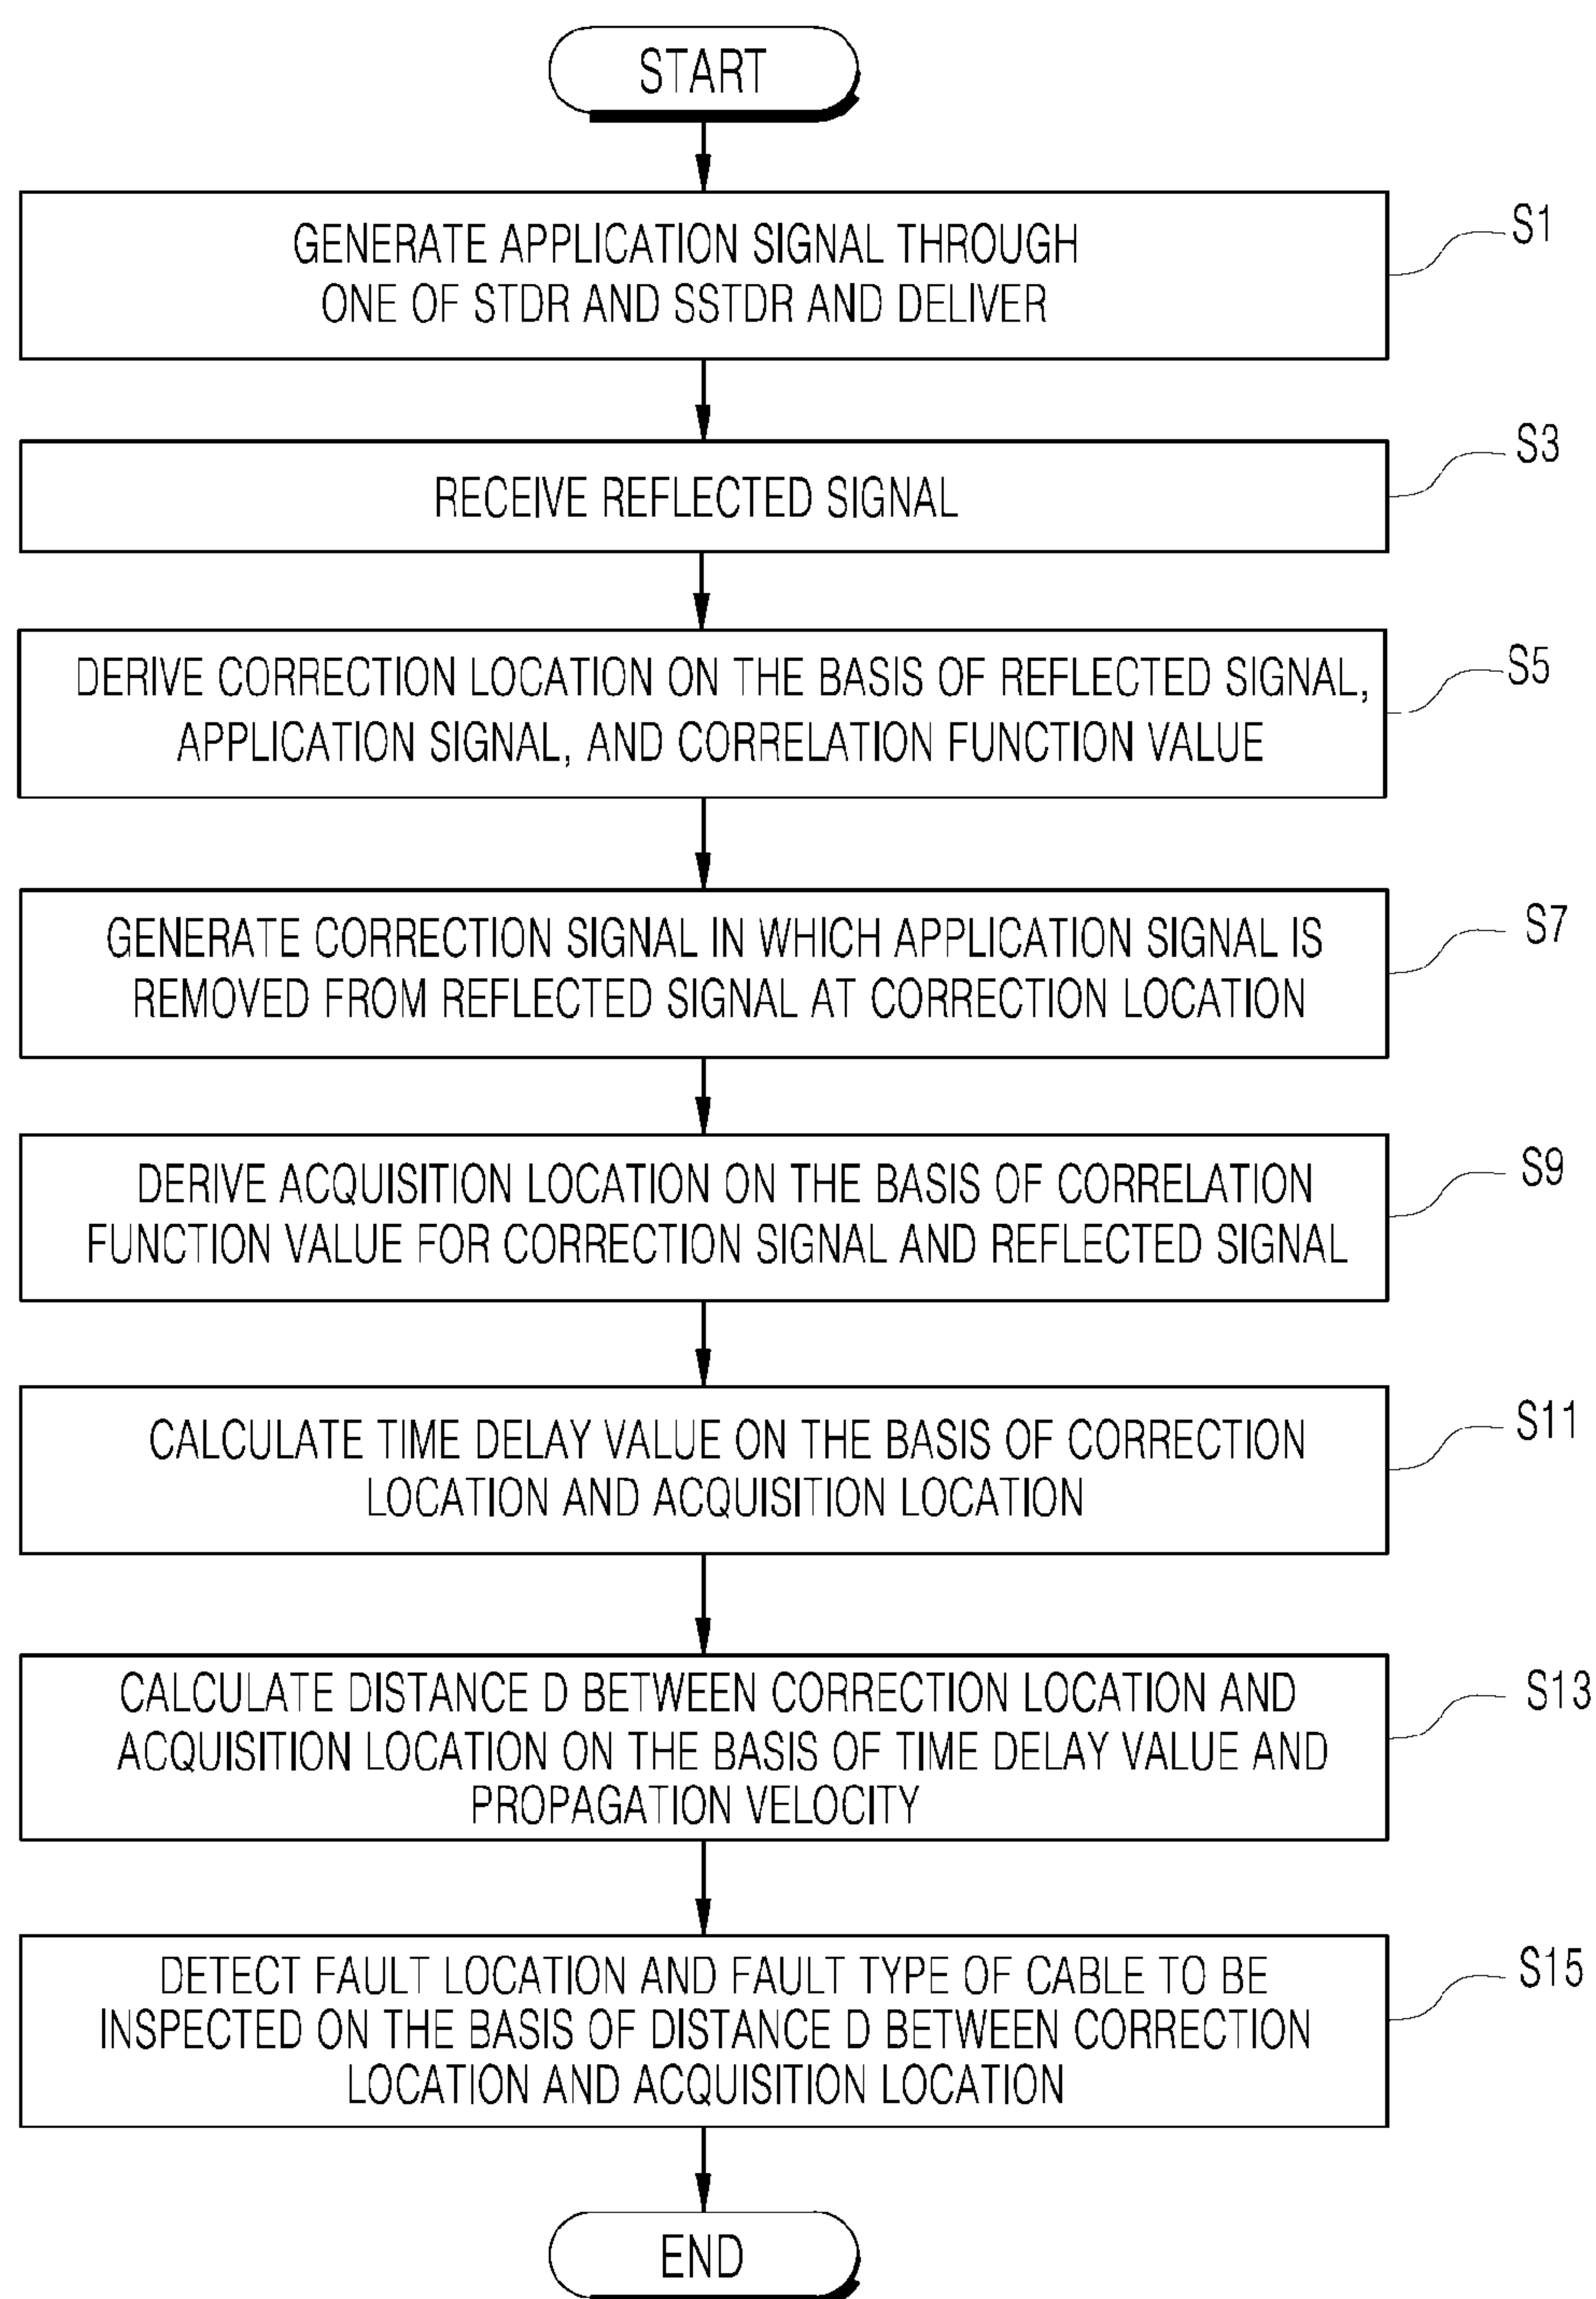 START
GENERATE APPLICATION SIGNAL THROUGH
ONE OF STDR AND SSTDR AND DELIVER
S1
RECEIVE REFLECTED SIGNAL
S3
DERIVE CORRECTION LOCATION ON THE BASIS OF REFLECTED SIGNAL,
APPLICATION SIGNAL, AND CORRELATION FUNCTION VALUE
S5
GENERATE CORRECTION SIGNAL IN WHICH APPLICATION SIGNAL IS
REMOVED FROM REFLECTED SIGNAL AT CORRECTION LOCATION
S7
DERIVE ACQUISITION LOCATION ON THE BASIS OF CORRELATION
FUNCTION VALUE FOR CORRECTION SIGNAL AND REFLECTED SIGNAL
S9
CALCULATE TIME DELAY VALUE ON THE BASIS OF CORRECTION
LOCATION AND ACQUISITION LOCATION
S11
CALCULATE DISTANCE D BETWEEN CORRECTION LOCATION AND
ACQUISITION LOCATION ON THE BASIS OF TIME DELAY VALUE AND
PROPAGATION VELOCITY
S13
DETECT FAULT LOCATION AND FAULT TYPE OF CABLE TO BE
INSPECTED ON THE BASIS OF DISTANCE D BETWEEN CORRECTION
LOCATION AND ACQUISITION LOCATION
S15
END